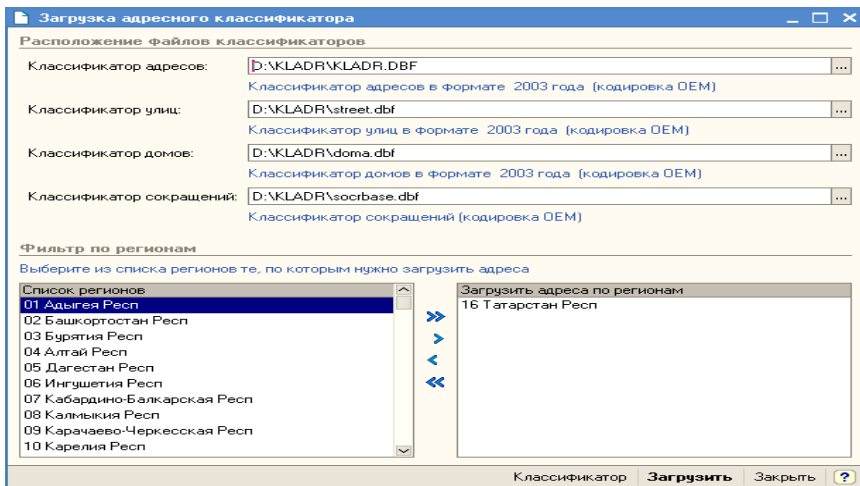 Загрузка адресного классификатора
Расположение файлов классификаторов
Классификатор адресов: D:\KLADR\KLADR.DBF ...
Классификатор адресов в формате 2003 года (кодировка OEM)
Классификатор улиц: D:\KLADR\street.dbf ...
Классификатор улиц в формате 2003 года (кодировка OEM)
Классификатор домов: D:\KLADR\doma.dbf ...
Классификатор домов в формате 2003 года (кодировка OEM)
Классификатор сокращений: D:\KLADR\socrbase.dbf ...
Классификатор сокращений (кодировка OEM)
Фильтр по регионам
Выберите из списка регионов те, по которым нужно загрузить адреса
Список регионов
01 Адыгея Респ
02 Башкортостан Респ
03 Бурятия Респ
04 Алтай Респ
05 Дагестан Респ
06 Ингушетия Респ
07 Кабардино-Балкарская Респ
08 Калмыкия Респ
09 Карачаево-Черкесская Респ
10 Карелия Респ
Загрузить адреса по регионам
16 Татарстан Респ
Классификатор Загрузить Закрыть ?